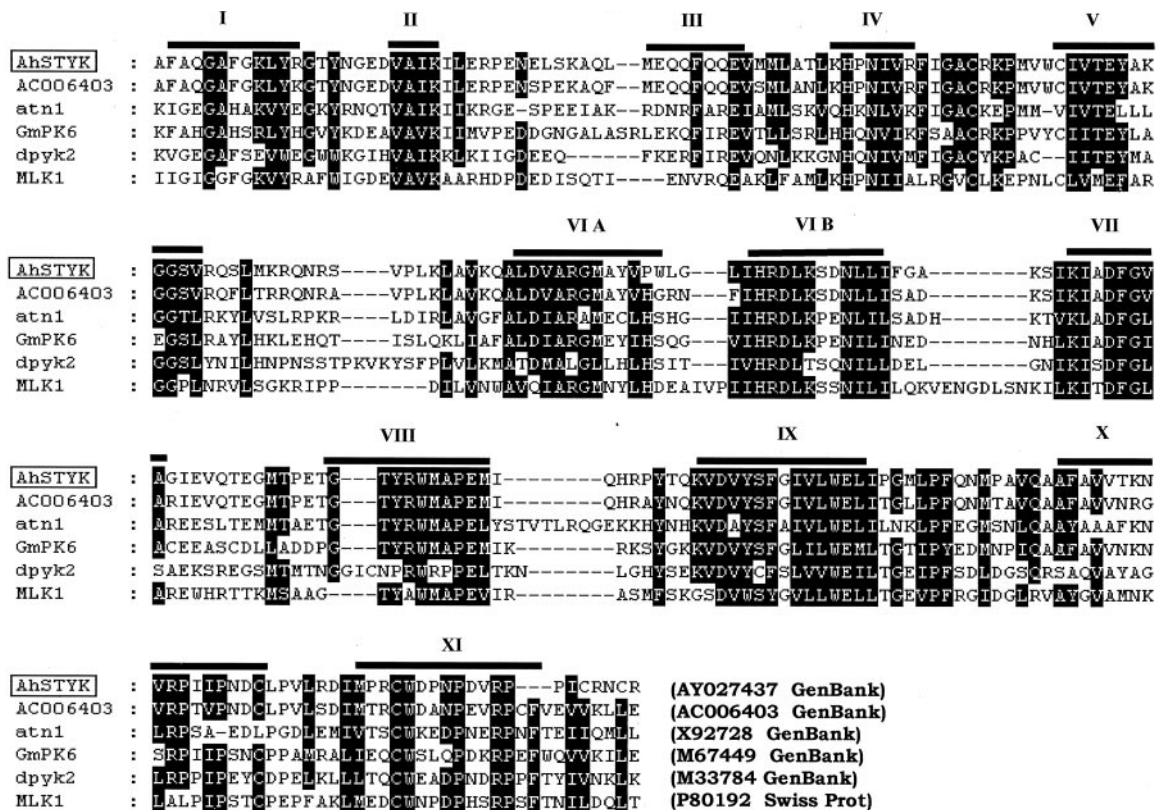 I II III IV V
AhSTYK : AFAQGAFGKLYRGTYNGEDVAIKILERPENELSKAQL--MEQQFQQEVMMLATLKHPNIVRFIGACRKPMVWCIVTEYAK
AC006403 : AFAQGAFGKLYKGTYNGEDVAIKILERPENSPEKAQF--MEQQFQQEVSMLANLKHPNIVRFIGACRKPMVWCIVTEYAK
atn1 : KIGEGAHAKVYEGKYRNQTVAIKIIKRGE-SPEEIAK--RDNRFAREIAMLSKVQHKNLVKFIGACKEPMM-VIVTELLL
GmPK6 : KFAHGAHSRLYHGVYKDEAVAVKIIMVPEDDGNGALASRLEKQFIREVTLLSRLHHQNVIKFSAACRKPPVYCIITEYLA
dpyk2 : KVGEGAFSEVWEGWWKGIHVAIKKLKIIGDEEQ------FKERFIREVQNLKKGNHQNIVMFIGACYKPAC-IITEYMA
MLK1 : IIGIGGFGKVYRAFWIGDEVAVKAARHDPDEDISQTI----ENVRQEAKLFAMLKHPNIIALRGVCLKEPNLCLVMEFAR
VI A VI B VII
AhSTYK : GGSVRQSLMKRQNRS----VPLKLAVKQALDVARGMAYVPWLG---LIHRDLKSDNLLIFGA------KSIKIADFGV
AC006403 : GGSVRQFLTRRQNRA----VPLKLAVKQALDVARGMAYVHGRN---FIHRDLKSDNLLISAD------KSIKIADFGV
atn1 : GGTLRKYLVSLRPKR----LDIRLAVGFALDIARAMECLHSHG---IIHRDLKPENLILSADH-----KTVKLADFGL
GmPK6 : EGSLRAYLHKLEHQT----ISLQKLIAFALDIARGMEYIHSQG---VIHRDLKPENILINED------NHLKIADFGI
dpyk2 : GGSLYNILHNPNSSTPKVKYSFPLVLKMATDMALGLLHLHSIT---IVHRDLTSQNILLDEL------GNIKISDFGL
MLK1 : GGPLNRVLSGKRIPP------DILVNWAVQIARGMNYLHDEAIVPIIHRDLKSSNILILQKVENGDLSNKILKITDFGL
VIII IX X
AhSTYK : AGIEVQTEGMTPETG---TYRWMAPEMI--------QHRPYTQKVDVYSFGIVLWELIPGMLPFQNMPAVQAAFAVVTKN
AC006403 : ARIEVQTEGMTPETG---TYRWMAPEMI--------QHRAYNQKVDVYSFGIVLWELITGLLPFQNMTAVQAAFAVVNRG
atn1 : AREESLTEMMTAETG---TYRWMAPELYSTVTLRQGEKKHYNHKVDAYSFAIVLWELILNKLPFEGMSNLQAAYAAAFKN
GmPK6 : ACEEASCDLLADDPG---TYRWMAPEMIK-------RKSYGKKVDVYSFGLILWEMLTGTIPYEDMNPIQAAFAVVNKN
dpyk2 : SAEKSREGSMTMTNGGICNPRWRPPELTKN------LGHYSEKVDVYCFSLVVWEILTGEIPFSDLDGSQRSAQVAYAG
MLK1 : AREWHRTTKMSAAG----TYAWMAPEVIR-------ASMFSKGSDVWSYGVLLWELLTGEVPFRGIDGLRVAYGVAMNK
XI
AhSTYK : VRPIIPNDCLPVLRDIMPRCWDPNPDVRP---PICRNCR (AY027437 GenBank)
AC006403 : VRPTVPNDCLPVLSDIMTRCWDANPEVRPCFVEVVKLLE (AC006403 GenBank)
atn1 : LRPSA-EDLPGDLEMIVTSCWKEDPNERPNFTEIIQMLL (X92728 GenBank)
GmPK6 : SRPIIPSNCPPAMRALIEQCWSLQPDKRPEFWQVVKILE (M67449 GenBank)
dpyk2 : LRPPIPEYCDPELKLLLTQCWEADPNDRPPFTYIVNKLK (M33784 GenBank)
MLK1 : LALPIPSTCPEPFAKLMEDCWNPDPHSRPSFTNILDQLT (P80192 Swiss Prot)